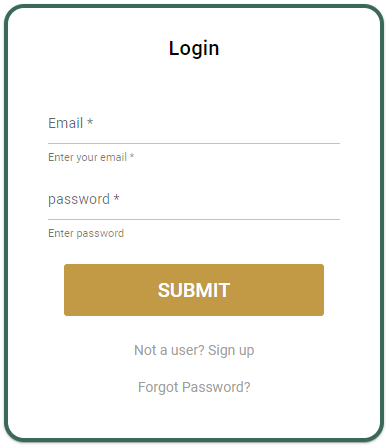 Login
Email *
Enter your email *
password *
Enter password
SUBMIT
Not a user? Sign up
Forgot Password?